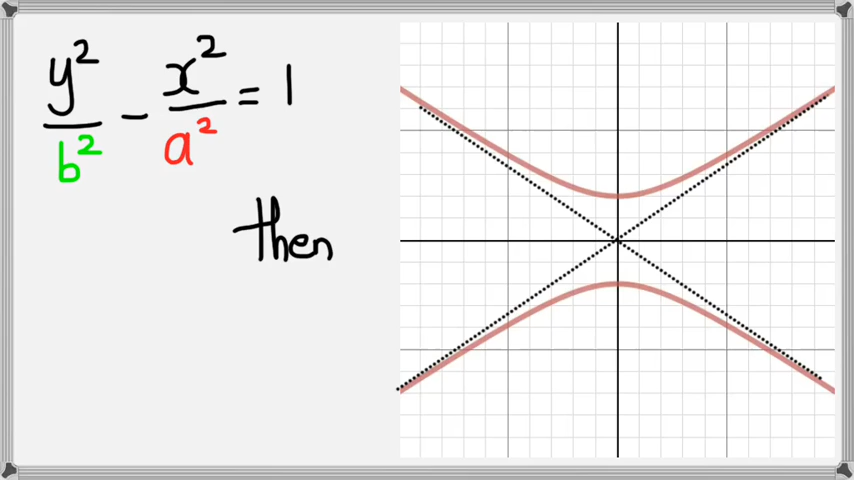 y²/b² - x²/a² = 1
then